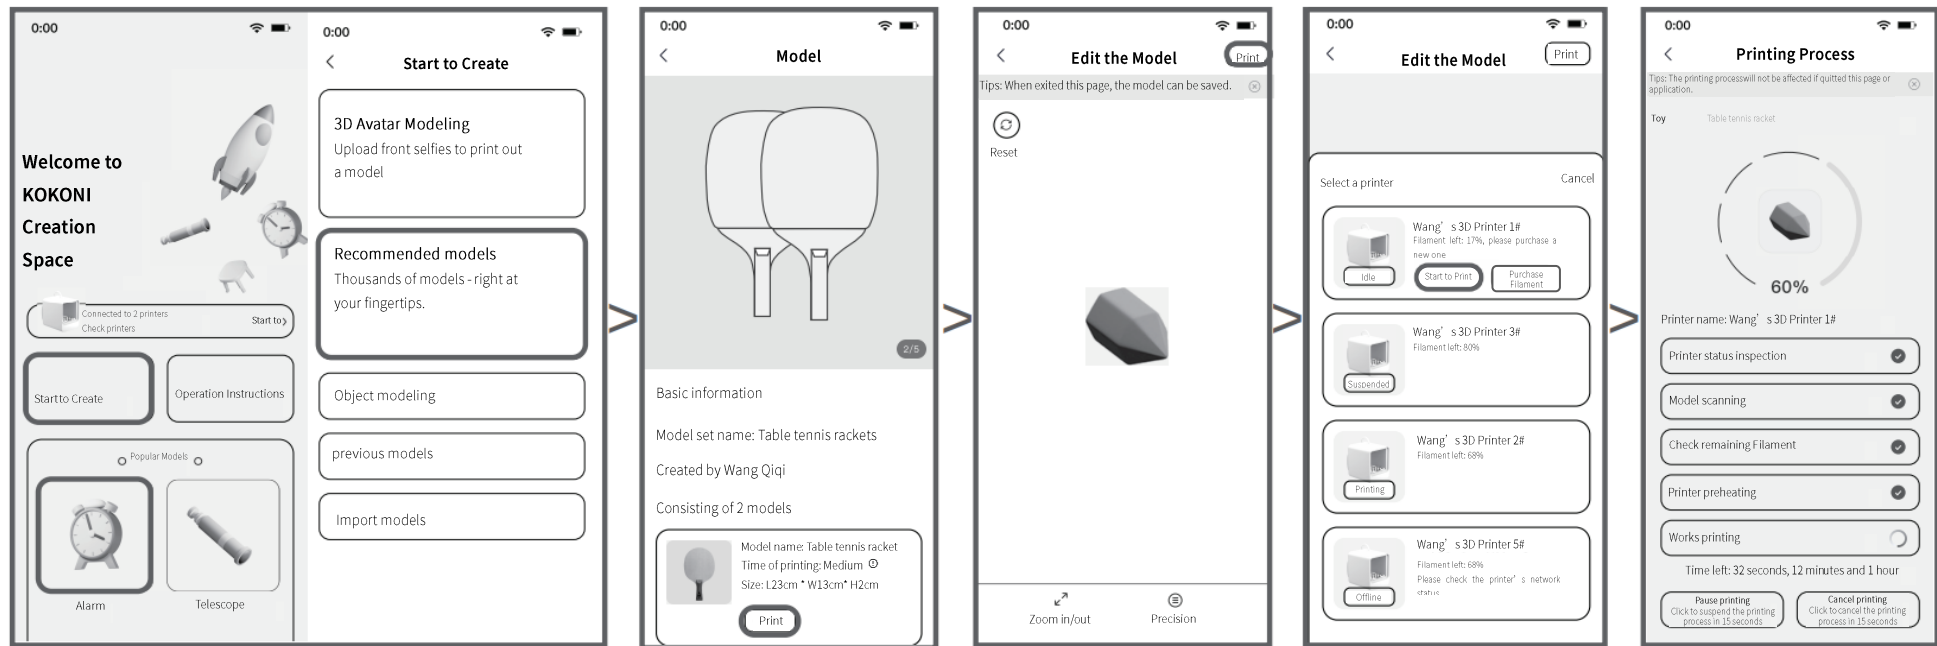 0:00
Welcome to
KOKONI
Creation
Space
Connected to 2 printers
Check printers
Start to
Start to Create
Operation Instructions
Popular Models
Alarm
Telescope
0:00
Start to Create
3D Avatar Modeling
Upload front selfies to print out
a model
Recommended models
Thousands of models - right at
your fingertips.
Object modeling
previous models
Import models
>
0:00
Model
2/5
Basic information
Model set name: Table tennis rackets
Created by Wang Qiqi
Consisting of 2 models
Model name: Table tennis racket
Time of printing: Medium
Size: L23cm * W13cm* H2cm
Print
>
0:00
Edit the Model
Print
Tips: When exited this page, the model can be saved.
Reset
Zoom in/out
Precision
>
0:00
Edit the Model
Print
Select a printer
Cancel
Wang's 3D Printer 1#
Filament left: 17%, please purchase a
new one
Idle
Start to Print
Purchase
Filament
Wang's 3D Printer 3#
Filament left: 80%
Suspended
Wang's 3D Printer 2#
Filament left: 68%
Printing
Wang's 3D Printer 5#
Filament left: 68%
Please check the printer's network
status
Offline
>
0:00
Printing Process
Tips: The printing processwill not be affected if quitted this page or
application.
Toy
Table tennis racket
60%
Printer name: Wang's 3D Printer 1#
Printer status inspection
Model scanning
Check remaining Filament
Printer preheating
Works printing
Time left: 32 seconds, 12 minutes and 1 hour
Pause printing
Click to suspend the printing
process in 15 seconds
Cancel printing
Click to cancel the printing
process in 15 seconds